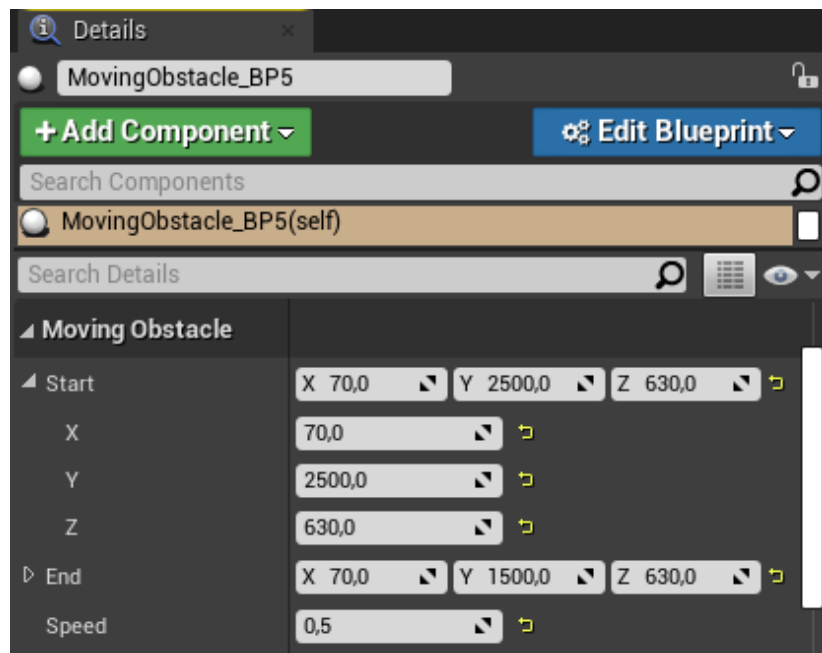 Details
MovingObstacle_BP5
+ Add Component Edit Blueprint
Search Components
MovingObstacle_BP5(self)
Search Details
Moving Obstacle
Start X 70,0 Y 2500,0 Z 630,0
X 70,0
Y 2500,0
Z 630,0
End X 70,0 Y 1500,0 Z 630,0
Speed 0,5